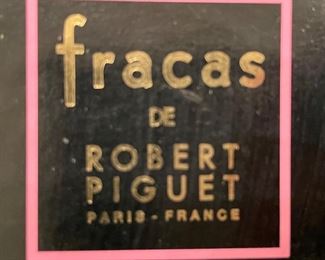 fracas
DE
ROBERT
PIGUET
PARIS - FRANCE